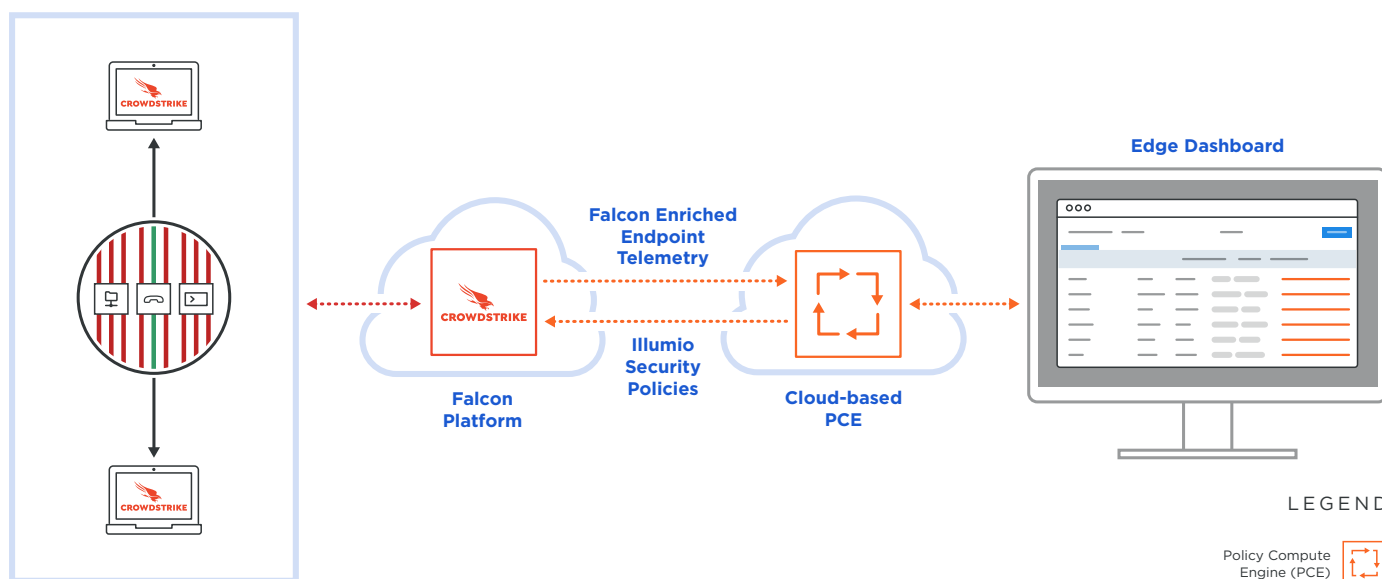 CROWDSTRIKE
CROWDSTRIKE
CROWDSTRIKE
Falcon
Platform
Falcon Enriched
Endpoint
Telemetry
Illumio
Security
Policies
Cloud-based
PCE
Edge Dashboard
LEGEND
Policy Compute
Engine (PCE)